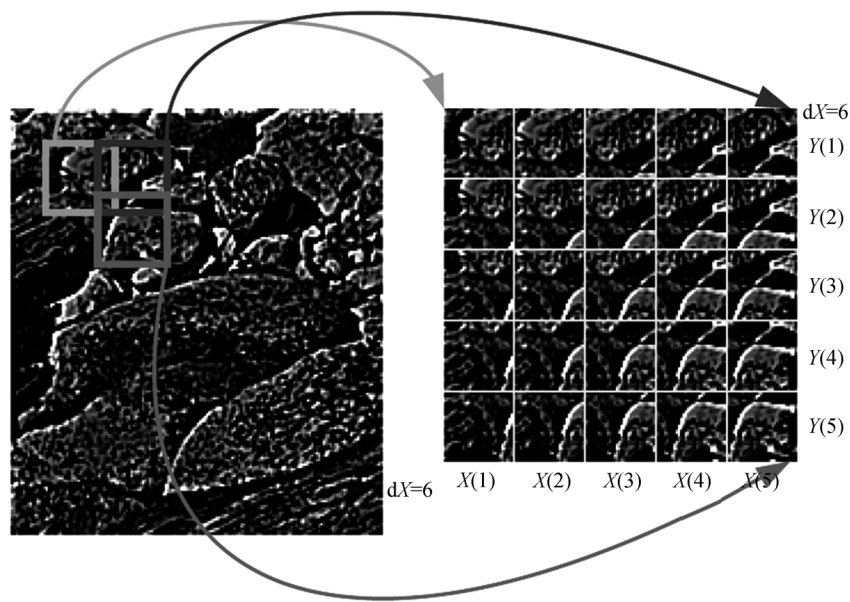 dX=6
Y(1)
Y(2)
Y(3)
Y(4)
Y(5)
X(1) X(2) X(3) X(4) X(5)
dX=6